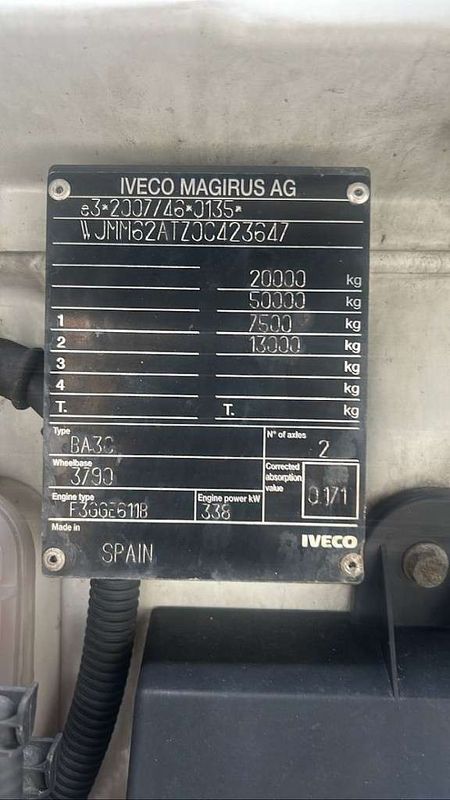 IVECO MAGIRUS AG
e3*2007/46*0135*
WJMM62ATZ0C423647
20000 kg
50000 kg
1 7500 kg
2 13000 kg
3 kg
4 kg
T. T. kg
Type N° of axles
BA3C 2
Wheelbase Corrected absorption value
3790 0.171
Engine type Engine power kW
F3GGE611B 338
Made in IVECO
SPAIN